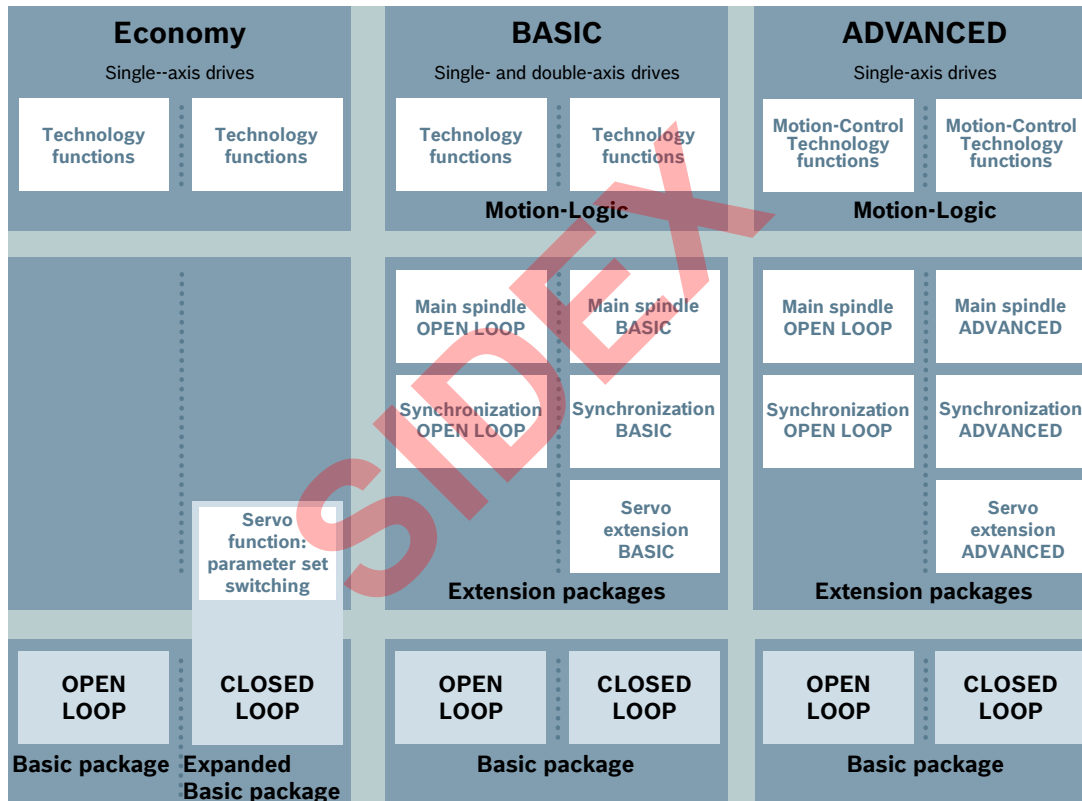 Economy
Single--axis drives
Technology
functions
Technology
functions
BASIC
Single- and double-axis drives
Technology
functions
Technology
functions
Motion-Logic
ADVANCED
Single-axis drives
Motion-Control
Technology
functions
Motion-Control
Technology
functions
Motion-Logic
Servo
function:
parameter set
switching
Main spindle
OPEN LOOP
Main spindle
BASIC
Synchronization
OPEN LOOP
Synchronization
BASIC
Servo
extension
BASIC
Extension packages
Main spindle
OPEN LOOP
Main spindle
ADVANCED
Synchronization
OPEN LOOP
Synchronization
ADVANCED
Servo
extension
ADVANCED
Extension packages
OPEN
LOOP
CLOSED
LOOP
Basic package
Expanded
Basic package
OPEN
LOOP
CLOSED
LOOP
Basic package
OPEN
LOOP
CLOSED
LOOP
Basic package
SIDEX